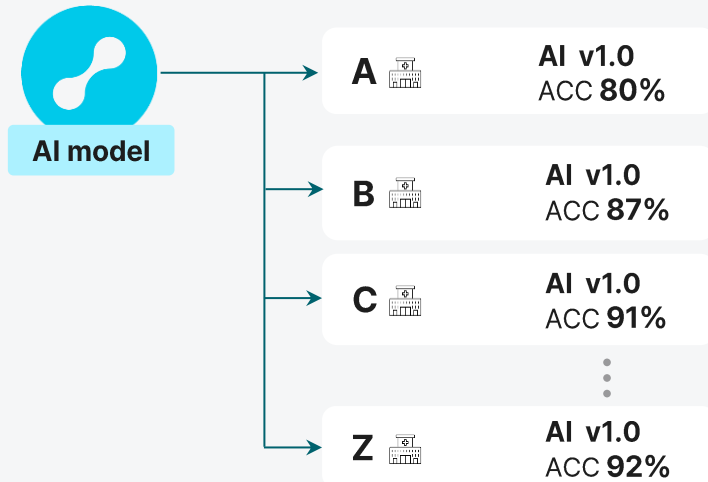 AI model
A
AI v1.0
ACC 80%
B
AI v1.0
ACC 87%
C
AI v1.0
ACC 91%
Z
AI v1.0
ACC 92%